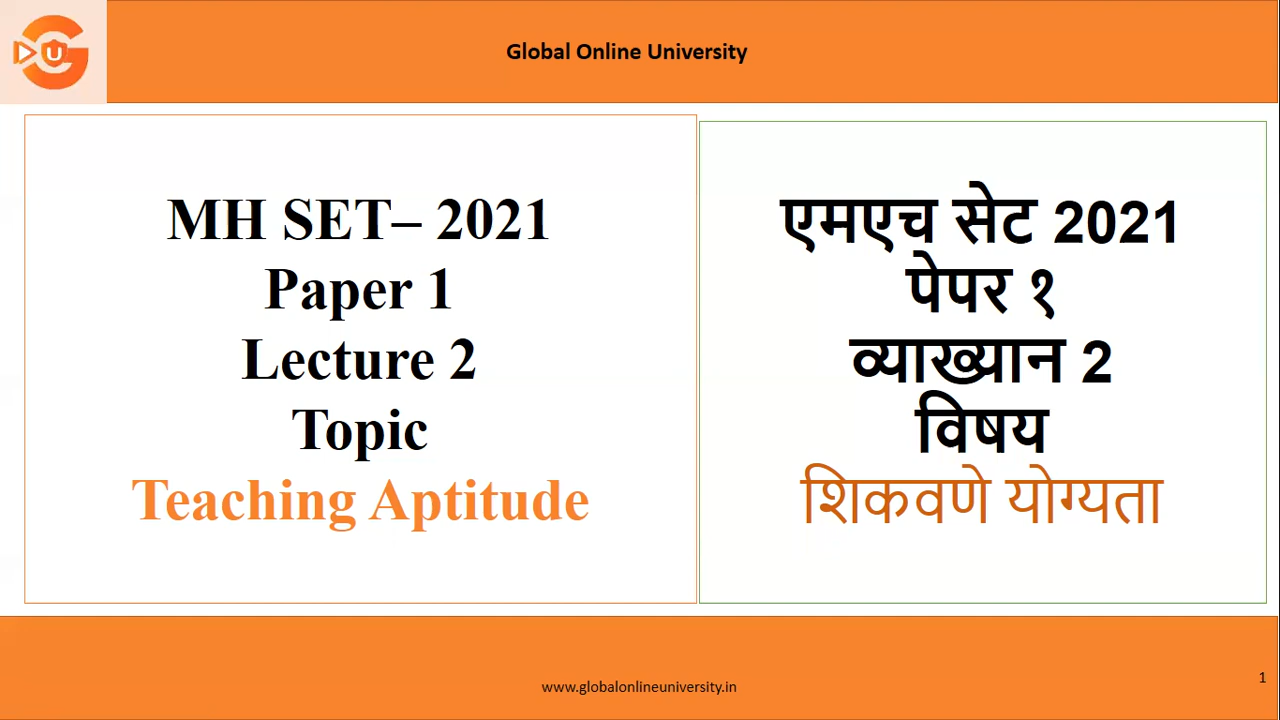 Global Online University
MH SET– 2021
Paper 1
Lecture 2
Topic
Teaching Aptitude
एमएच सेट 2021
पेपर १
व्याख्यान 2
विषय
शिकवणे योग्यता
www.globalonlineuniversity.in
1